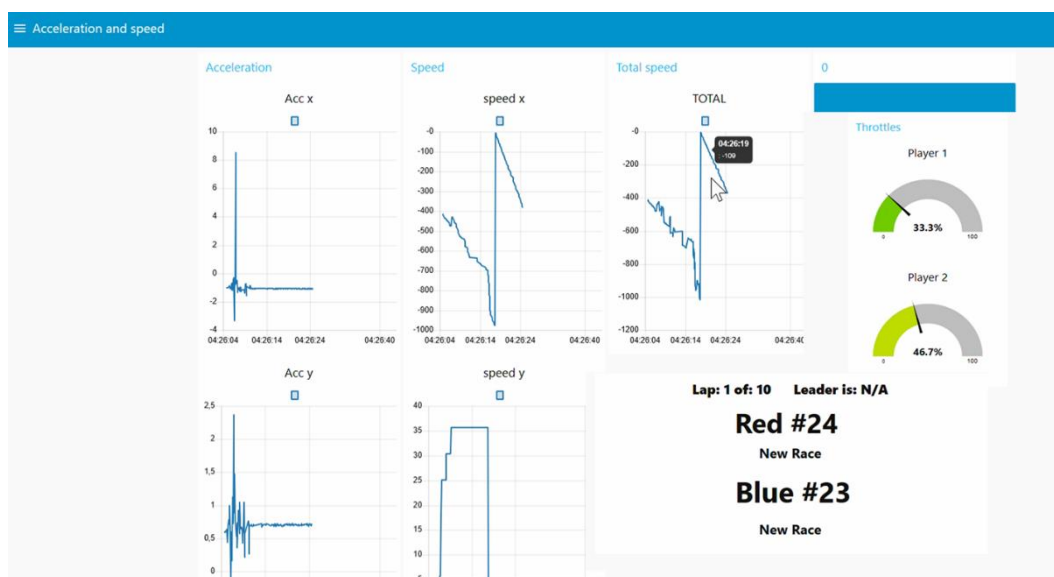 Acceleration and speed
Acceleration
Acc x
10
8
6
4
2
0
-2
-4
04:26:04 04:26:14 04:26:24 04:26:40
Acc y
2,5
2
1,5
1
0,5
0
Speed
speed x
-0
-100
-200
-300
-400
-500
-600
-700
-800
-900
-1000
04:26:04 04:26:14 04:26:24 04:26:40
speed y
40
35
30
25
20
15
10
Total speed
TOTAL
-0
-200
-400
-600
-800
-1000
-1200
04:26:04 04:26:14 04:26:24 04:26:40
04:26:19
: -109
0
Throttles
Player 1
33.3%
0 100
Player 2
46.7%
0 100
Lap: 1 of: 10 Leader is: N/A
Red #24
New Race
Blue #23
New Race